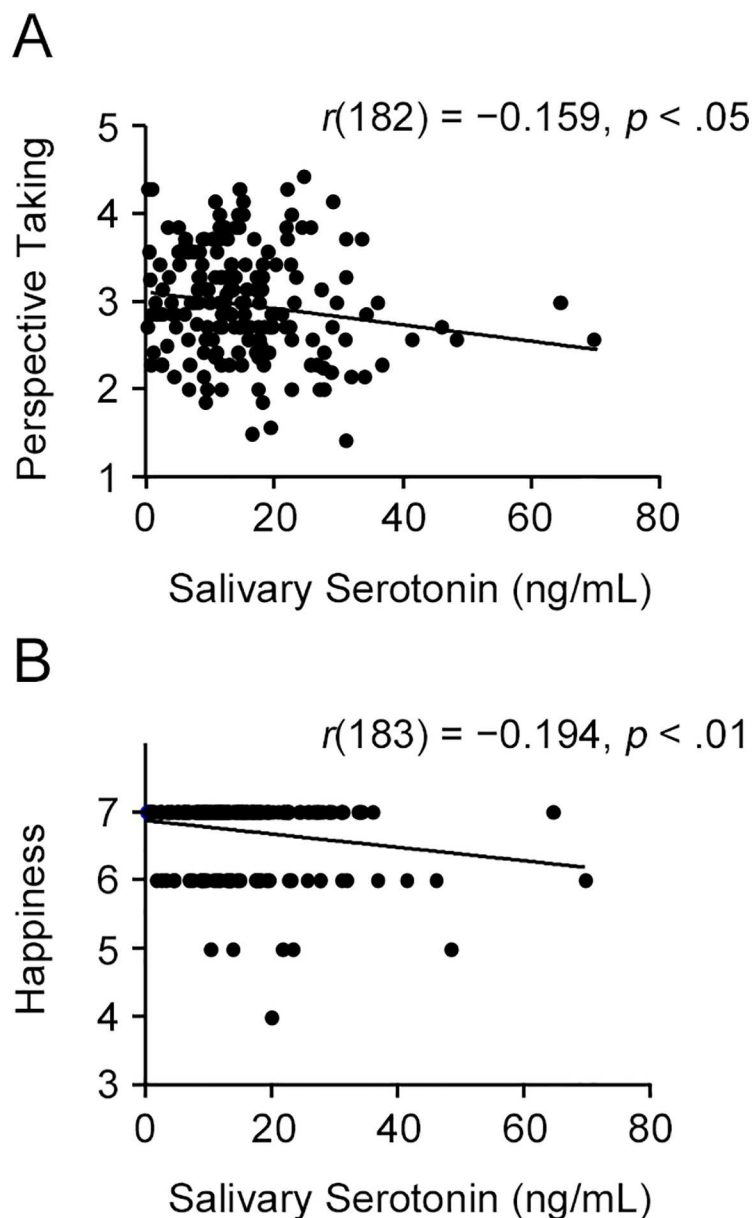 A
r(182) = −0.159, p < .05
Perspective Taking
5
4
3
2
1
0 20 40 60 80
Salivary Serotonin (ng/mL)
B
r(183) = −0.194, p < .01
Happiness
7
6
5
4
3
0 20 40 60 80
Salivary Serotonin (ng/mL)